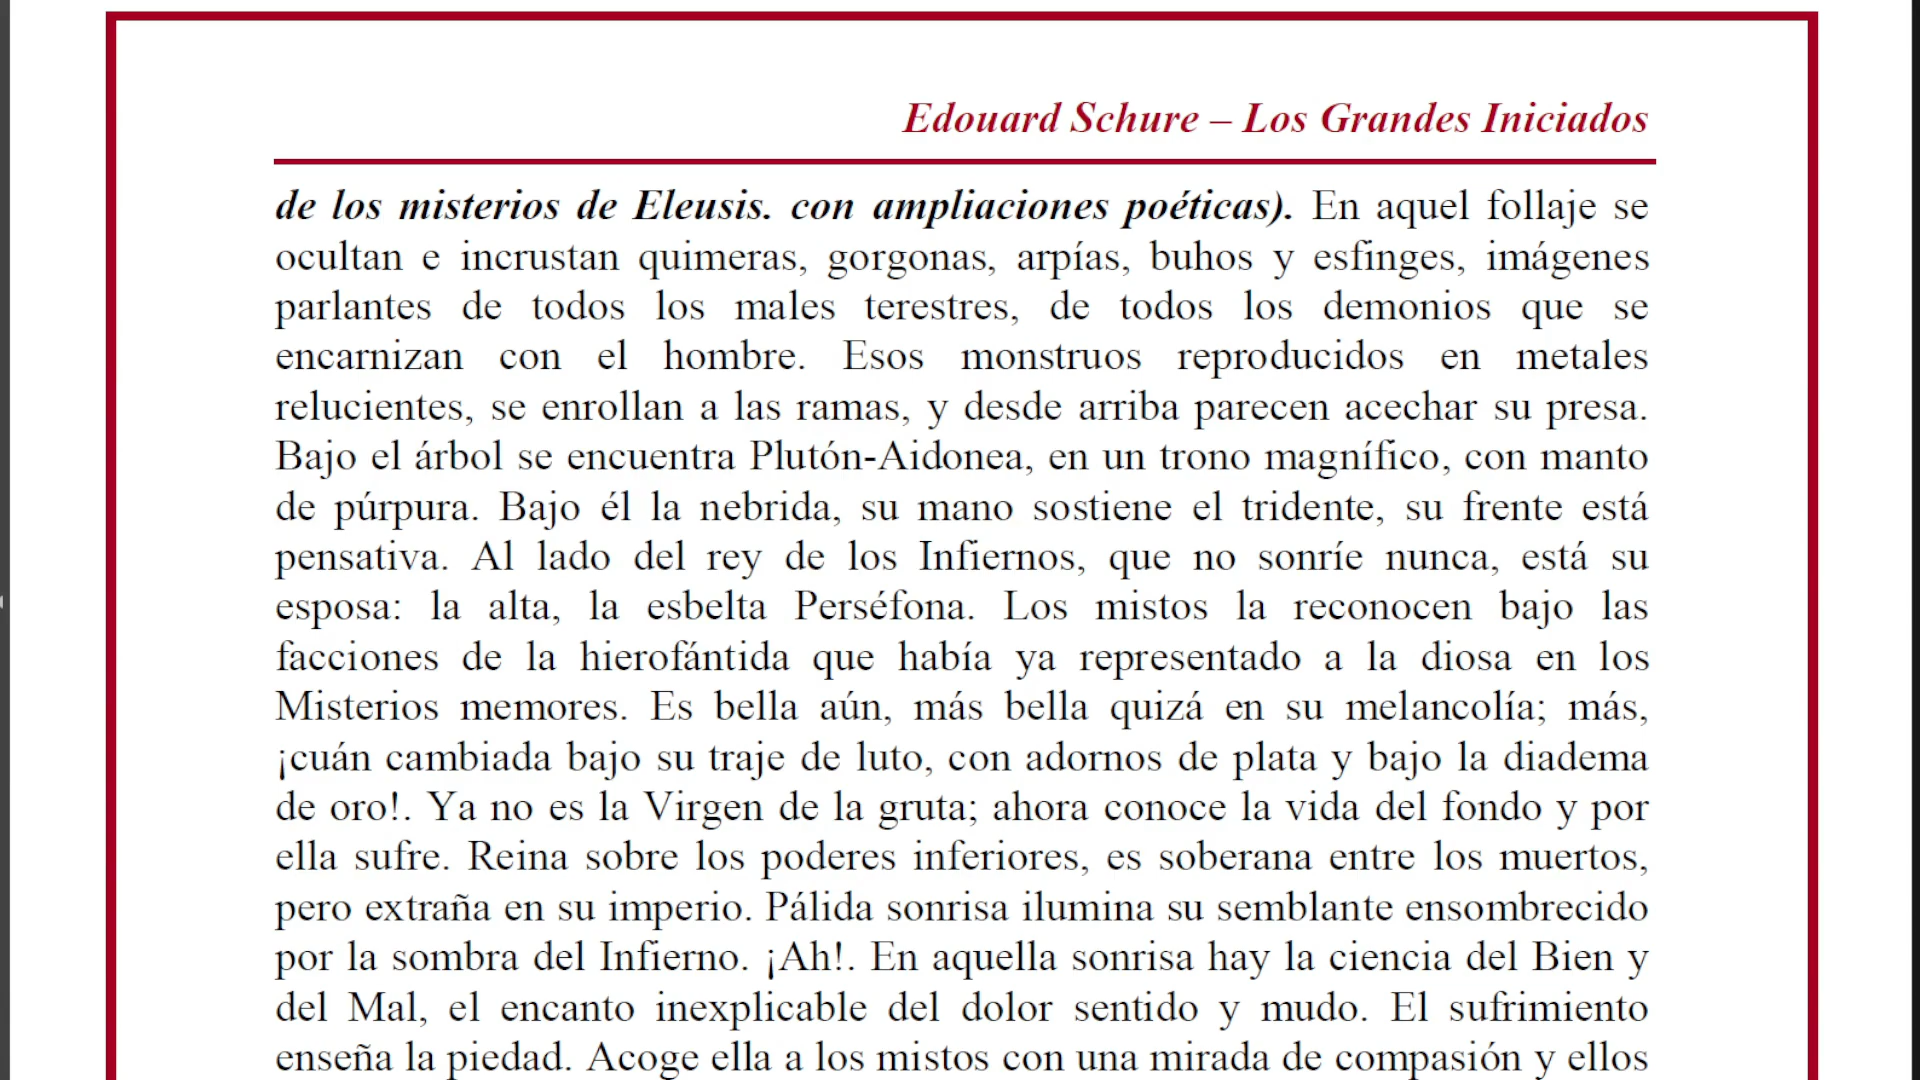 Edouard Schure – Los Grandes Iniciados
de los misterios de Eleusis. con ampliaciones poéticas). En aquel follaje se
ocultan e incrustan quimeras, gorgonas, arpías, buhos y esfinges, imágenes
parlantes de todos los males terestres, de todos los demonios que se
encarnizan con el hombre. Esos monstruos reproducidos en metales
relucientes, se enrollan a las ramas, y desde arriba parecen acechar su presa.
Bajo el árbol se encuentra Plutón-Aidonea, en un trono magnífico, con manto
de púrpura. Bajo él la nebrida, su mano sostiene el tridente, su frente está
pensativa. Al lado del rey de los Infiernos, que no sonríe nunca, está su
esposa: la alta, la esbelta Perséfona. Los mistos la reconocen bajo las
facciones de la hierofántida que había ya representado a la diosa en los
Misterios memores. Es bella aún, más bella quizá en su melancolía; más,
¡cuán cambiada bajo su traje de luto, con adornos de plata y bajo la diadema
de oro!. Ya no es la Virgen de la gruta; ahora conoce la vida del fondo y por
ella sufre. Reina sobre los poderes inferiores, es soberana entre los muertos,
pero extraña en su imperio. Pálida sonrisa ilumina su semblante ensombrecido
por la sombra del Infierno. ¡Ah!. En aquella sonrisa hay la ciencia del Bien y
del Mal, el encanto inexplicable del dolor sentido y mudo. El sufrimiento
enseña la piedad. Acoge ella a los mistos con una mirada de compasión y ellos